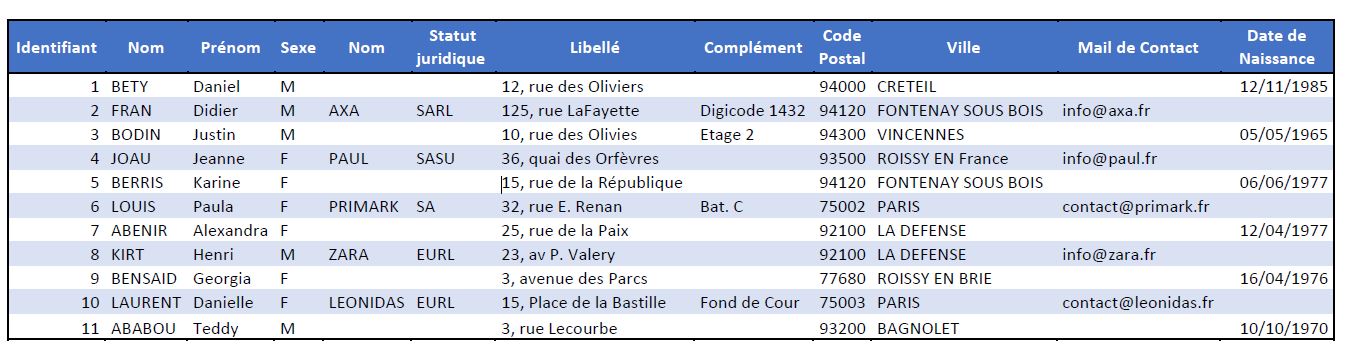 Identifiant Nom Prénom Sexe Nom Statut juridique Libellé Complément Code Postal Ville Mail de Contact Date de Naissance
1 BETY Daniel M 12, rue des Oliviers 94000 CRETEIL 12/11/1985
2 FRAN Didier M AXA SARL 125, rue LaFayette Digicode 1432 94120 FONTENAY SOUS BOIS info@axa.fr
3 BODIN Justin M 10, rue des Olivies Etage 2 94300 VINCENNES 05/05/1965
4 JOAU Jeanne F PAUL SASU 36, quai des Orfèvres 93500 ROISSY EN France info@paul.fr
5 BERRIS Karine F 15, rue de la République 94120 FONTENAY SOUS BOIS 06/06/1977
6 LOUIS Paula F PRIMARK SA 32, rue E. Renan Bat. C 75002 PARIS contact@primark.fr
7 ABENIR Alexandra F 25, rue de la Paix 92100 LA DEFENSE 12/04/1977
8 KIRT Henri M ZARA EURL 23, av P. Valery 92100 LA DEFENSE info@zara.fr
9 BENSAID Georgia F 3, avenue des Parcs 77680 ROISSY EN BRIE 16/04/1976
10 LAURENT Danielle F LEONIDAS EURL 15, Place de la Bastille Fond de Cour 75003 PARIS contact@leonidas.fr
11 ABABOU Teddy M 3, rue Lecourbe 93200 BAGNOLET 10/10/1970